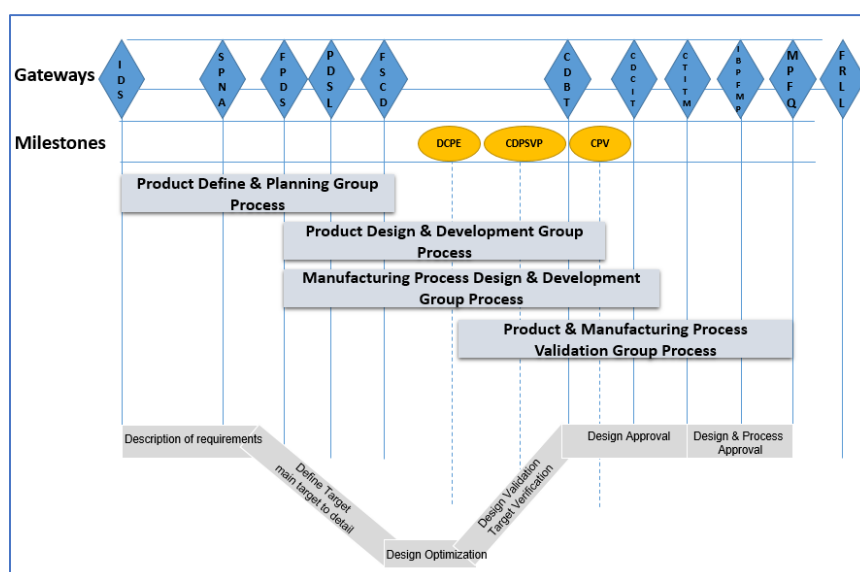 Gateways
IDS
SPNA
FPDS
PDSL
FSCD
CDBT
CDCIT
CTITM
IBPFMP
MPFQ
FRLL
Milestones
DCPE
CDPSVP
CPV
Product Define & Planning Group
Process
Product Design & Development Group
Process
Manufacturing Process Design & Development
Group Process
Product & Manufacturing Process
Validation Group Process
Description of requirements
Define Target
main target to detail
Design Optimization
Design Validation
Target Verification
Design Approval
Design & Process
Approval